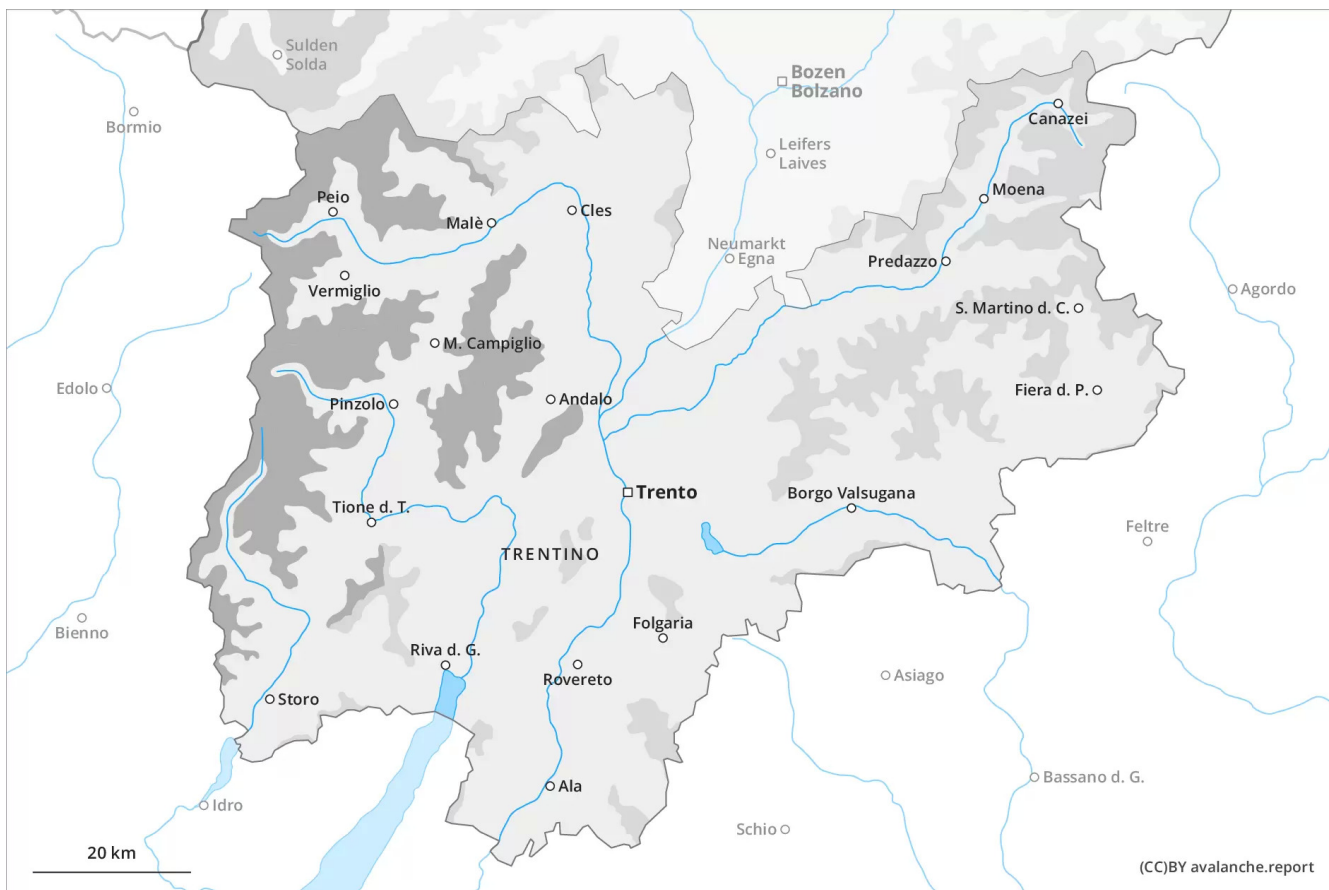 Sulden
Solda
Bozen
Bolzano
Bormio
Canazei
Leifers
Laives
Moena
Peio
Malè
Cles
Neumarkt
Egna
Predazzo
Vermiglio
Agordo
S. Martino d. C.
M. Campiglio
Edolo
Fiera d. P.
Pinzolo
Andalo
Trento
Borgo Valsugana
Tione d. T.
Feltre
TRENTINO
Bienno
Folgaria
Riva d. G.
Rovereto
Asiago
Storo
Bassano d. G.
Ala
Idro
Schio
20 km
(CC)BY avalanche.report